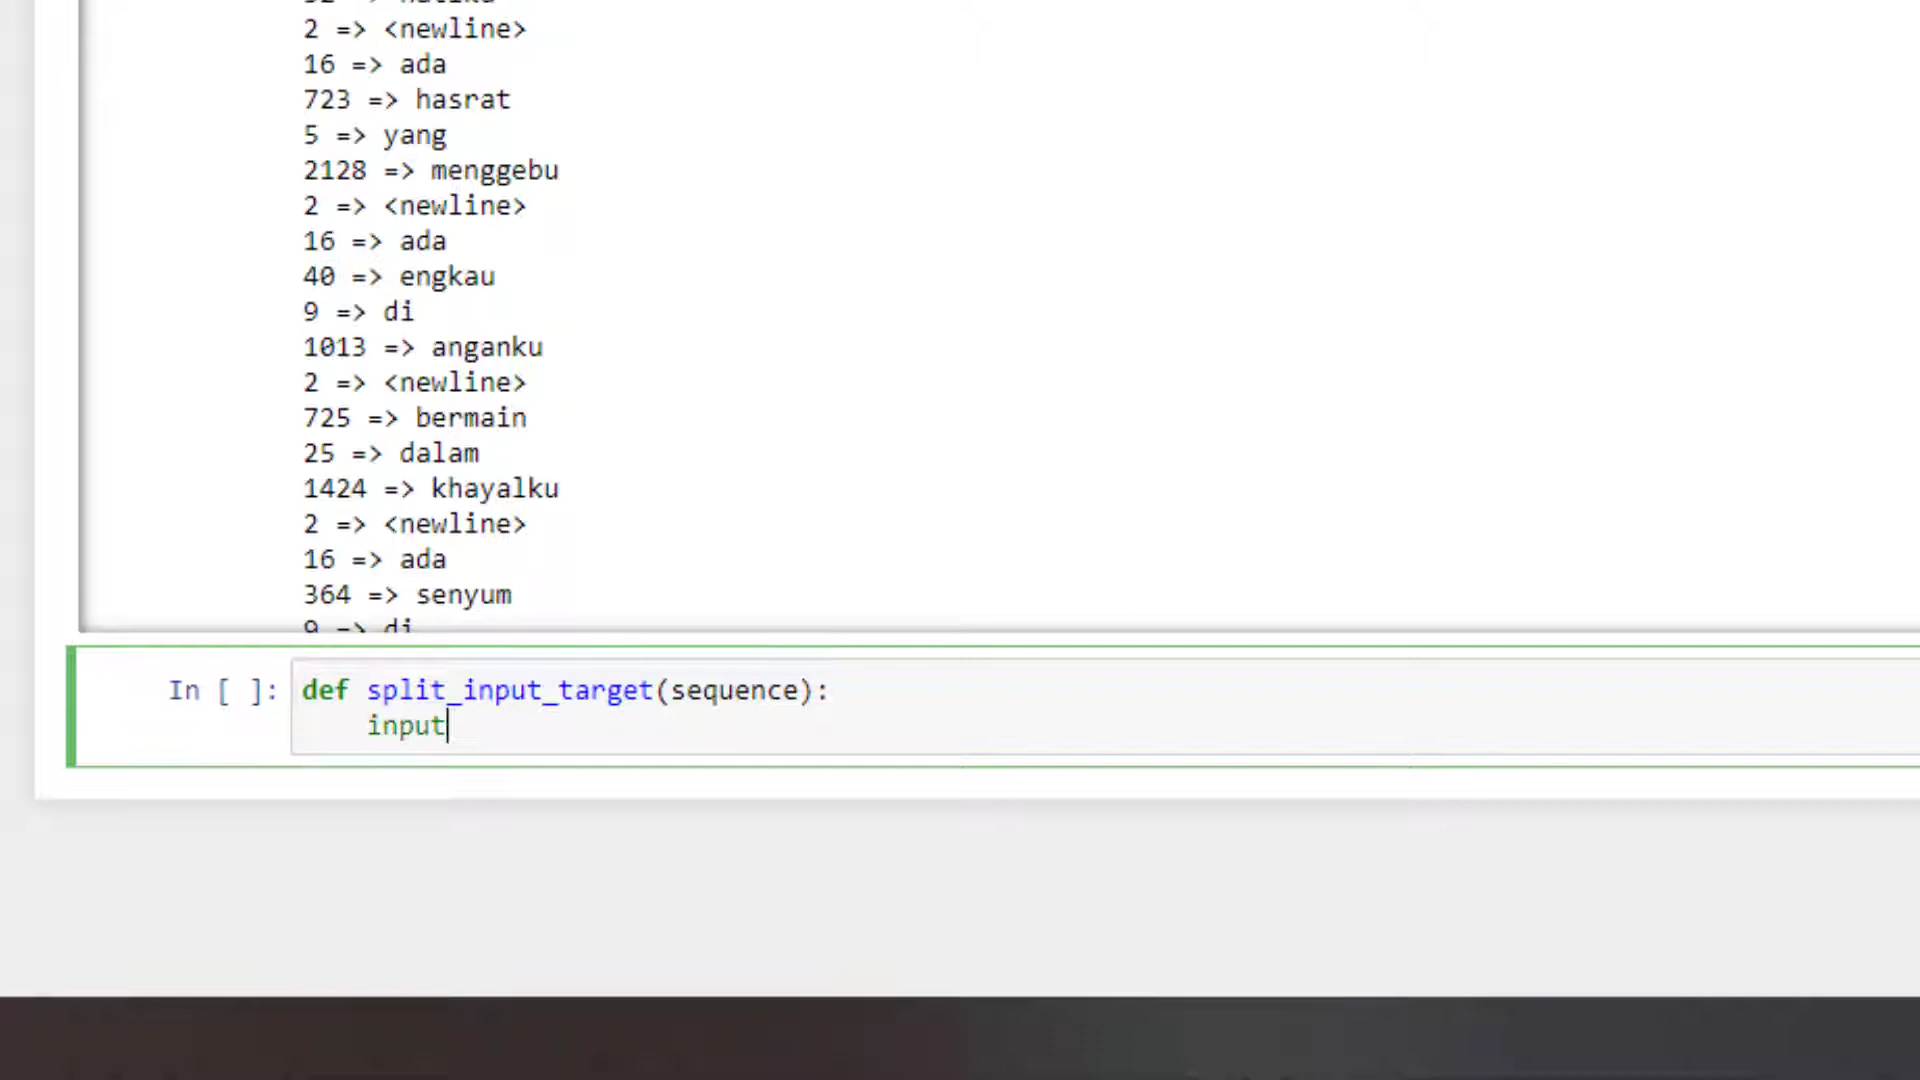 2 => <newline>
16 => ada
723 => hasrat
5 => yang
2128 => menggebu
2 => <newline>
16 => ada
40 => engkau
9 => di
1013 => anganku
2 => <newline>
725 => bermain
25 => dalam
1424 => khayalku
2 => <newline>
16 => ada
364 => senyum
9 => di
In [ ]: def split_input_target(sequence):
input